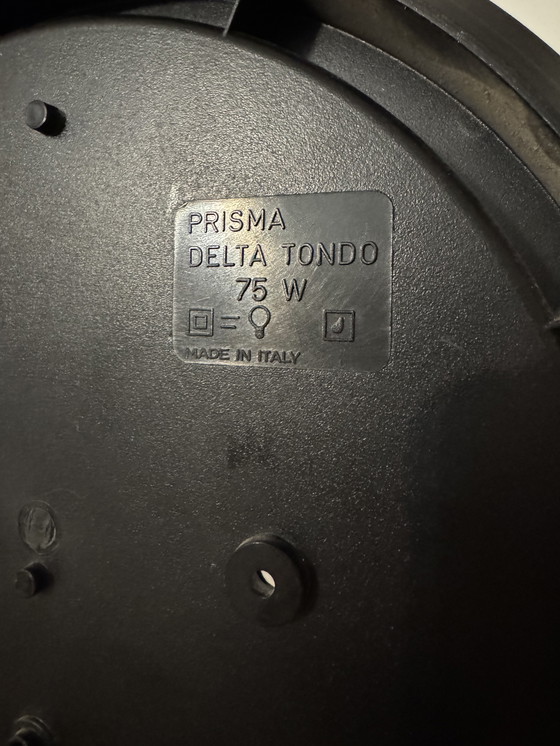 PRISMA
DELTA TONDO
75 W
=
MADE IN ITALY